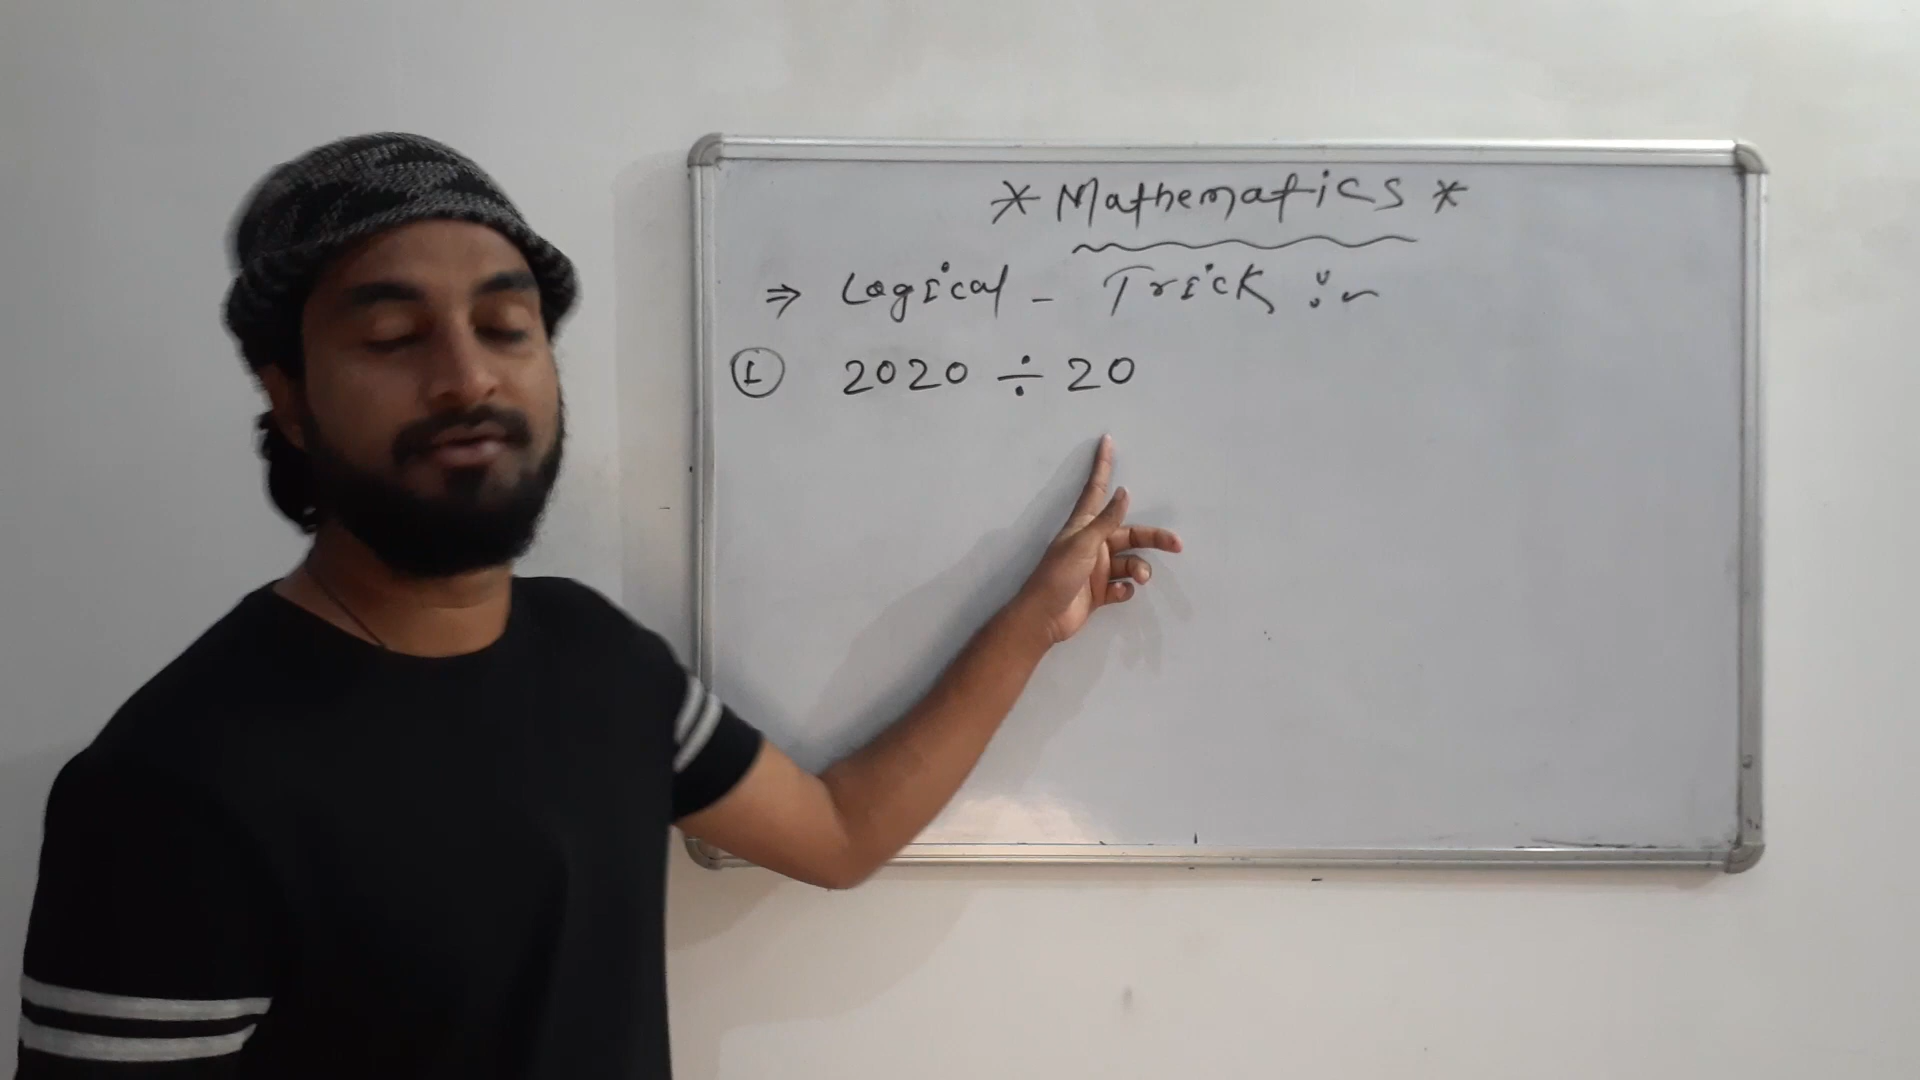 * Mathematics *
⇒ Logical - Trick :~
① 2020 ÷ 20